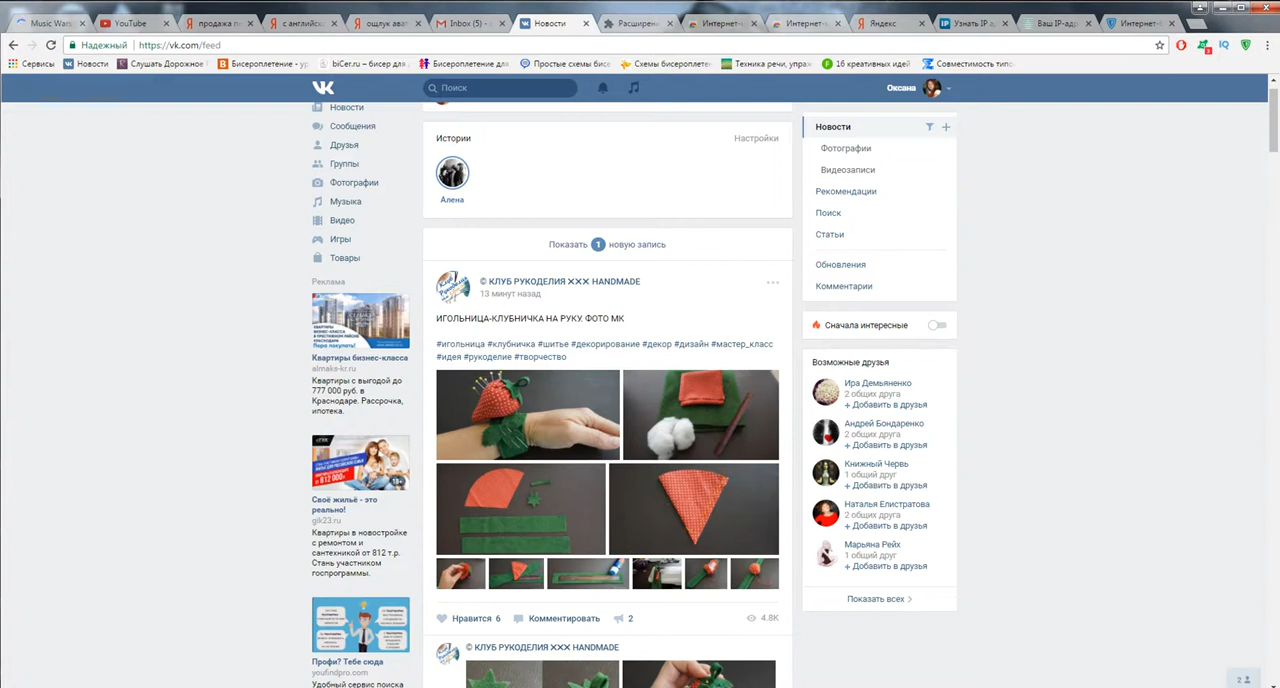 Music Wars
YouTube
продажа п
с английск
ощлук ава
Inbox (5) -
Новости
Расширени
Интернет-
Интернет-
Яндекс
Узнать IP а
Ваш IP-адр
Интернет-
Надежный
https://vk.com/feed
Сервисы
Новости
Слушать Дорожное
Бисероплетение - ур
biCer.ru – бисер для
Бисероплетение для
Простые схемы бисе
Схемы бисероплетен
Техника речи, упраж
16 креативных идей
Совместимость типо
Поиск
Оксана
Новости
Сообщения
Друзья
Группы
Фотографии
Музыка
Видео
Игры
Товары
Реклама
КВАРТИРЫ
БИЗНЕС-КЛАССА
Квартиры бизнес-класса
almaks-kr.ru
Квартиры с выгодой до
777 000 руб. в
Краснодаре. Рассрочка,
ипотека.
Своё жильё - это
реально!
gik23.ru
Квартиры в новостройке
с ремонтом и
сантехникой от 812 т.р.
Стань участником
госпрограммы.
Профи? Тебе сюда
youfindpro.com
Удобный сервис поиска
Истории
Настройки
Алена
Показать 1 новую запись
© КЛУБ РУКОДЕЛИЯ ✕✕✕ HANDMADE
13 минут назад
ИГОЛЬНИЦА-КЛУБНИЧКА НА РУКУ. ФОТО МК
#игольница #клубничка #шитье #декорирование #декор #дизайн #мастер_класс
#идея #рукоделие #творчество
Нравится 6
Комментировать
2
4.8K
© КЛУБ РУКОДЕЛИЯ ✕✕✕ HANDMADE
Новости
Фотографии
Видеозаписи
Рекомендации
Поиск
Статьи
Обновления
Комментарии
Сначала интересные
Возможные друзья
Ира Демьяненко
2 общих друга
+ Добавить в друзья
Андрей Бондаренко
2 общих друга
+ Добавить в друзья
Книжный Червь
1 общий друг
+ Добавить в друзья
Наталья Елистратова
2 общих друга
+ Добавить в друзья
Марьяна Рейх
1 общий друг
+ Добавить в друзья
Показать всех
2